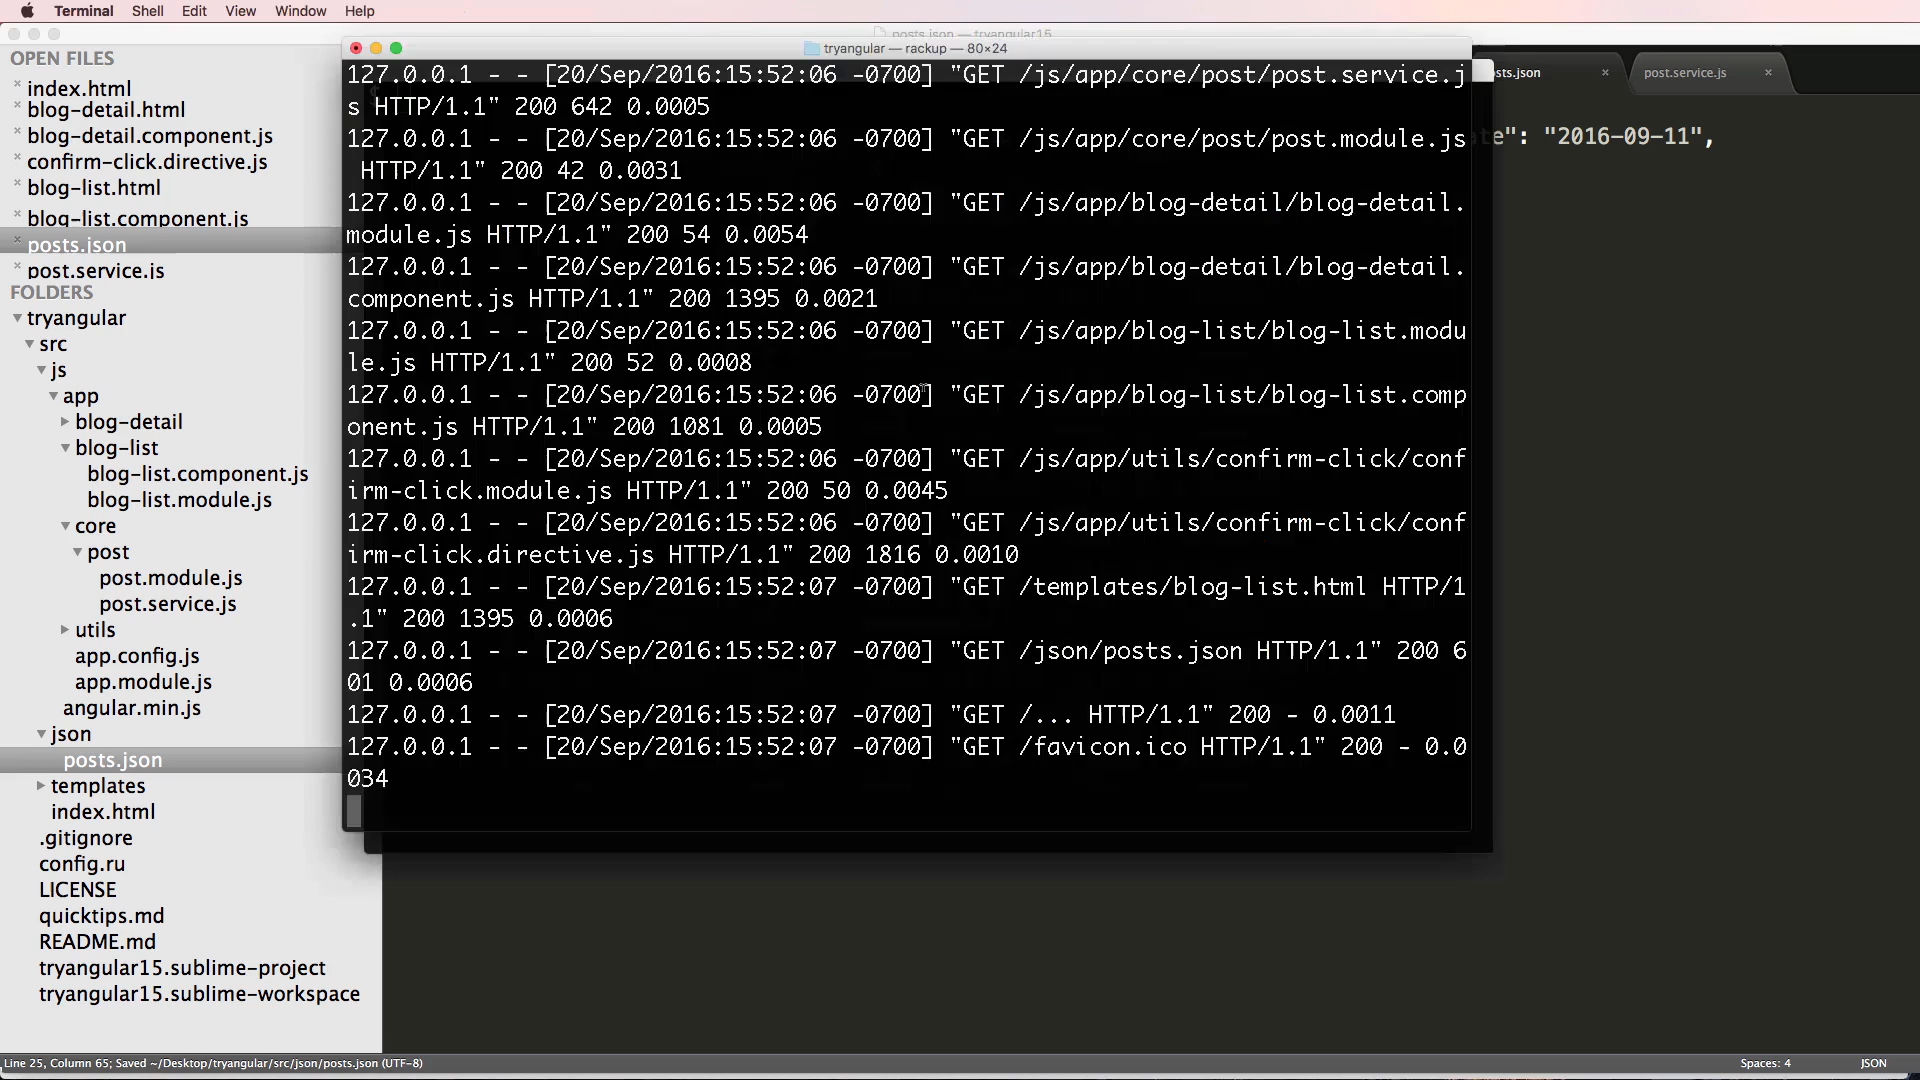 Terminal Shell Edit View Window Help
posts.json — tryangular15
OPEN FILES
index.html
blog-detail.html
blog-detail.component.js
confirm-click.directive.js
blog-list.html
blog-list.component.js
posts.json
post.service.js
FOLDERS
tryangular
src
js
app
blog-detail
blog-list
blog-list.component.js
blog-list.module.js
core
post
post.module.js
post.service.js
utils
app.config.js
app.module.js
angular.min.js
json
posts.json
templates
index.html
.gitignore
config.ru
LICENSE
quicktips.md
README.md
tryangular15.sublime-project
tryangular15.sublime-workspace
tryangular — rackup — 80×24
127.0.0.1 - - [20/Sep/2016:15:52:06 -0700] "GET /js/app/core/post/post.service.j
s HTTP/1.1" 200 642 0.0005
127.0.0.1 - - [20/Sep/2016:15:52:06 -0700] "GET /js/app/core/post/post.module.js
 HTTP/1.1" 200 42 0.0031
127.0.0.1 - - [20/Sep/2016:15:52:06 -0700] "GET /js/app/blog-detail/blog-detail.
module.js HTTP/1.1" 200 54 0.0054
127.0.0.1 - - [20/Sep/2016:15:52:06 -0700] "GET /js/app/blog-detail/blog-detail.
component.js HTTP/1.1" 200 1395 0.0021
127.0.0.1 - - [20/Sep/2016:15:52:06 -0700] "GET /js/app/blog-list/blog-list.modu
le.js HTTP/1.1" 200 52 0.0008
127.0.0.1 - - [20/Sep/2016:15:52:06 -0700] "GET /js/app/blog-list/blog-list.comp
onent.js HTTP/1.1" 200 1081 0.0005
127.0.0.1 - - [20/Sep/2016:15:52:06 -0700] "GET /js/app/utils/confirm-click/conf
irm-click.module.js HTTP/1.1" 200 50 0.0045
127.0.0.1 - - [20/Sep/2016:15:52:06 -0700] "GET /js/app/utils/confirm-click/conf
irm-click.directive.js HTTP/1.1" 200 1816 0.0010
127.0.0.1 - - [20/Sep/2016:15:52:07 -0700] "GET /templates/blog-list.html HTTP/1
.1" 200 1395 0.0006
127.0.0.1 - - [20/Sep/2016:15:52:07 -0700] "GET /json/posts.json HTTP/1.1" 200 6
01 0.0006
127.0.0.1 - - [20/Sep/2016:15:52:07 -0700] "GET /... HTTP/1.1" 200 - 0.0011
127.0.0.1 - - [20/Sep/2016:15:52:07 -0700] "GET /favicon.ico HTTP/1.1" 200 - 0.0
034
sts.json post.service.js
te": "2016-09-11",
Line 25, Column 65; Saved ~/Desktop/tryangular/src/json/posts.json (UTF-8) Spaces: 4 JSON